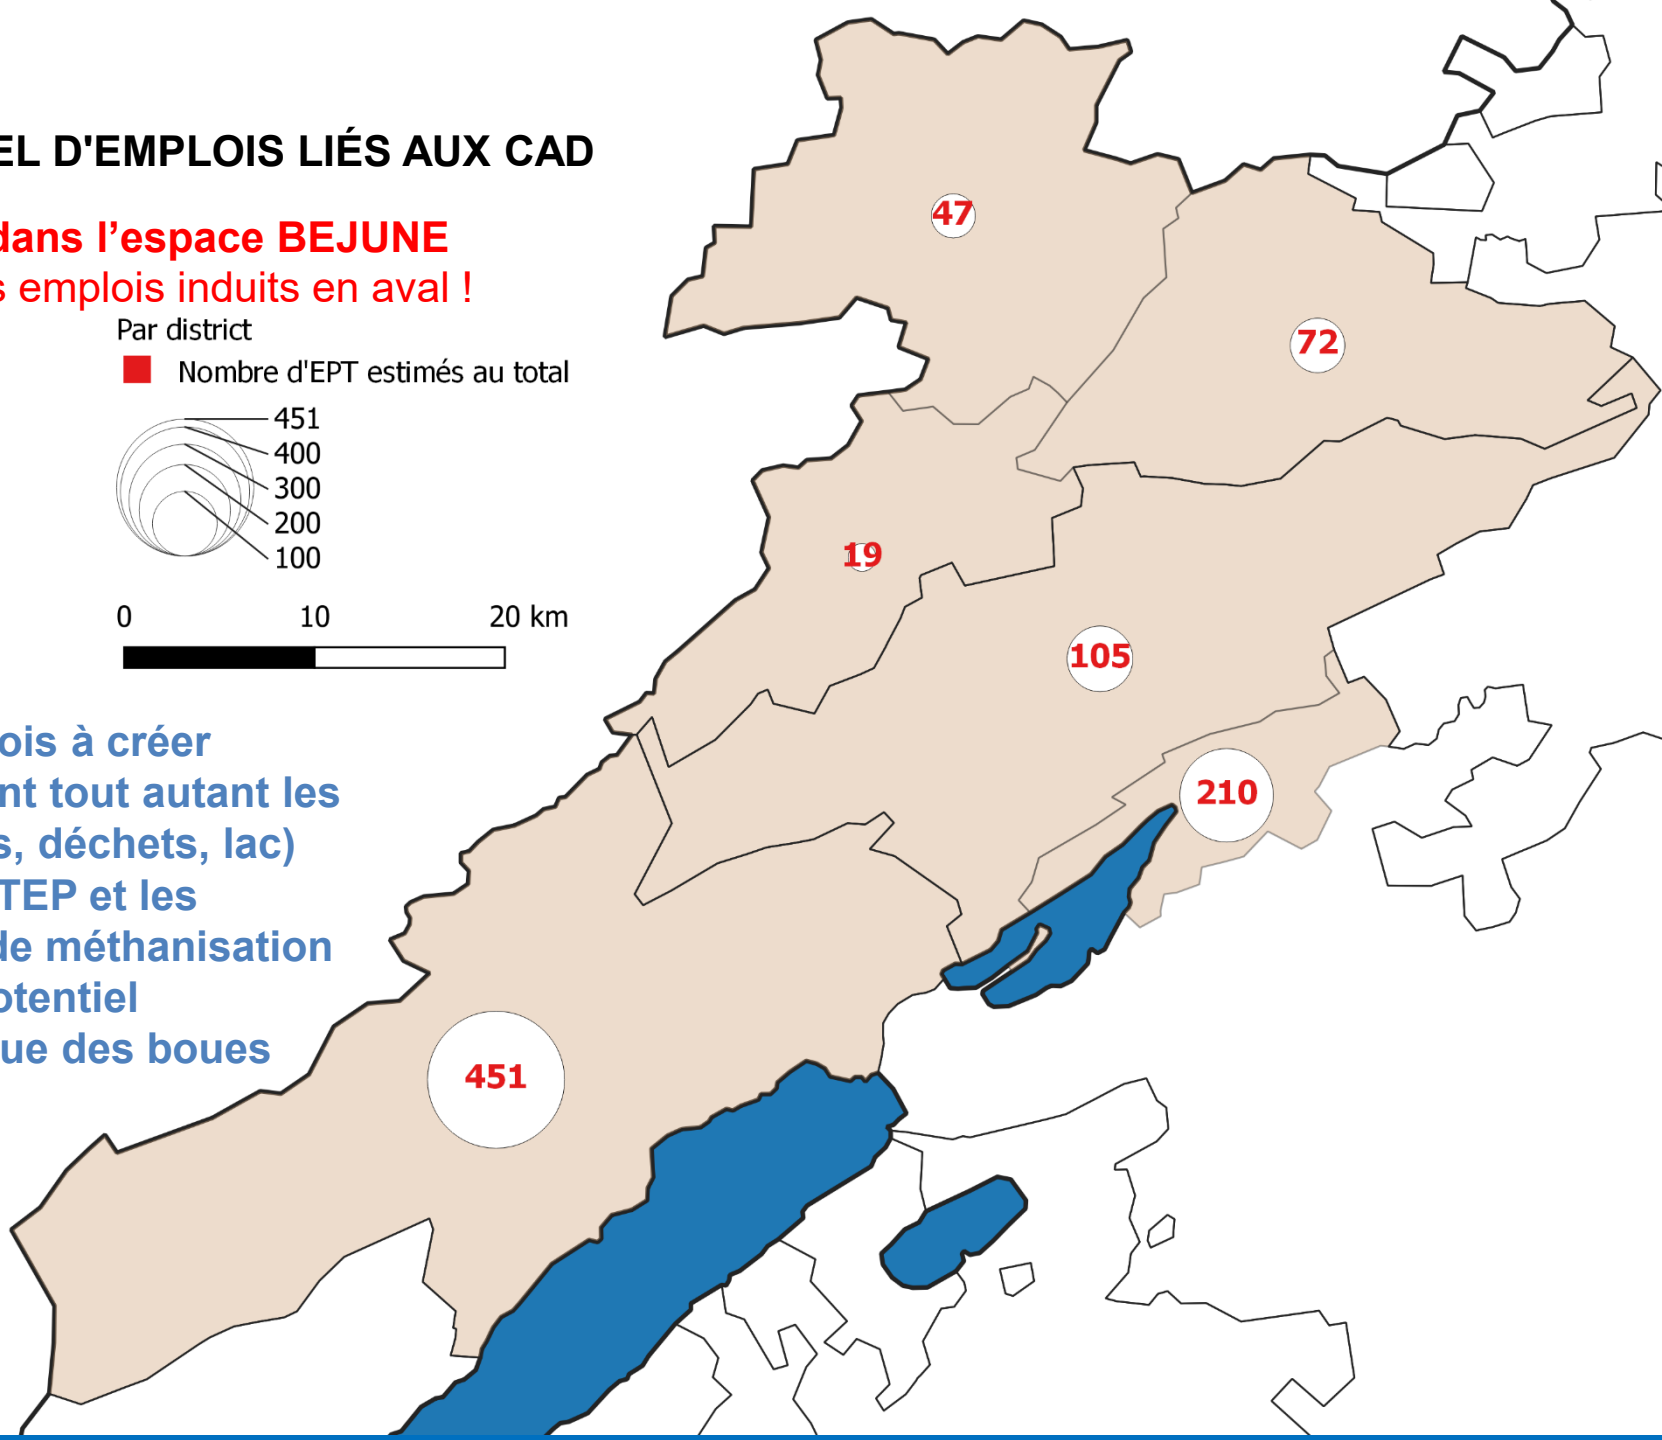 EL D'EMPLOIS LIÉS AUX CAD
dans l’espace BEJUNE
s emplois induits en aval !
Par district
Nombre d'EPT estimés au total
451
400
300
200
100
0 10 20 km
ois à créer
nt tout autant les
s, déchets, lac)
TEP et les
de méthanisation
otentiel
ue des boues
47
72
19
105
210
451